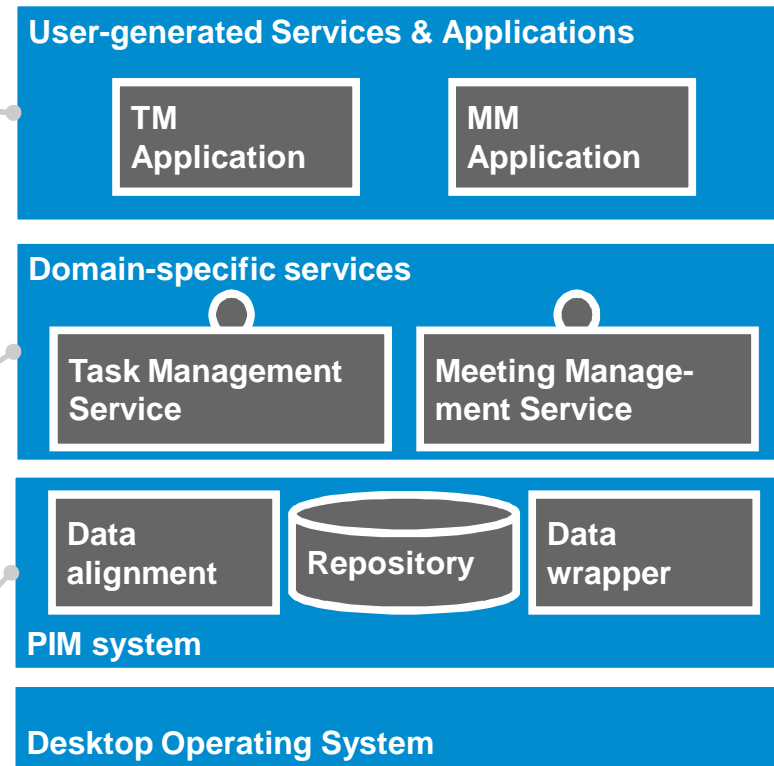 User-generated Services & Applications
TM
Application
MM
Application
Domain-specific services
Task Management
Service
Meeting Manage-
ment Service
Data
alignment
Repository
Data
wrapper
PIM system
Desktop Operating System